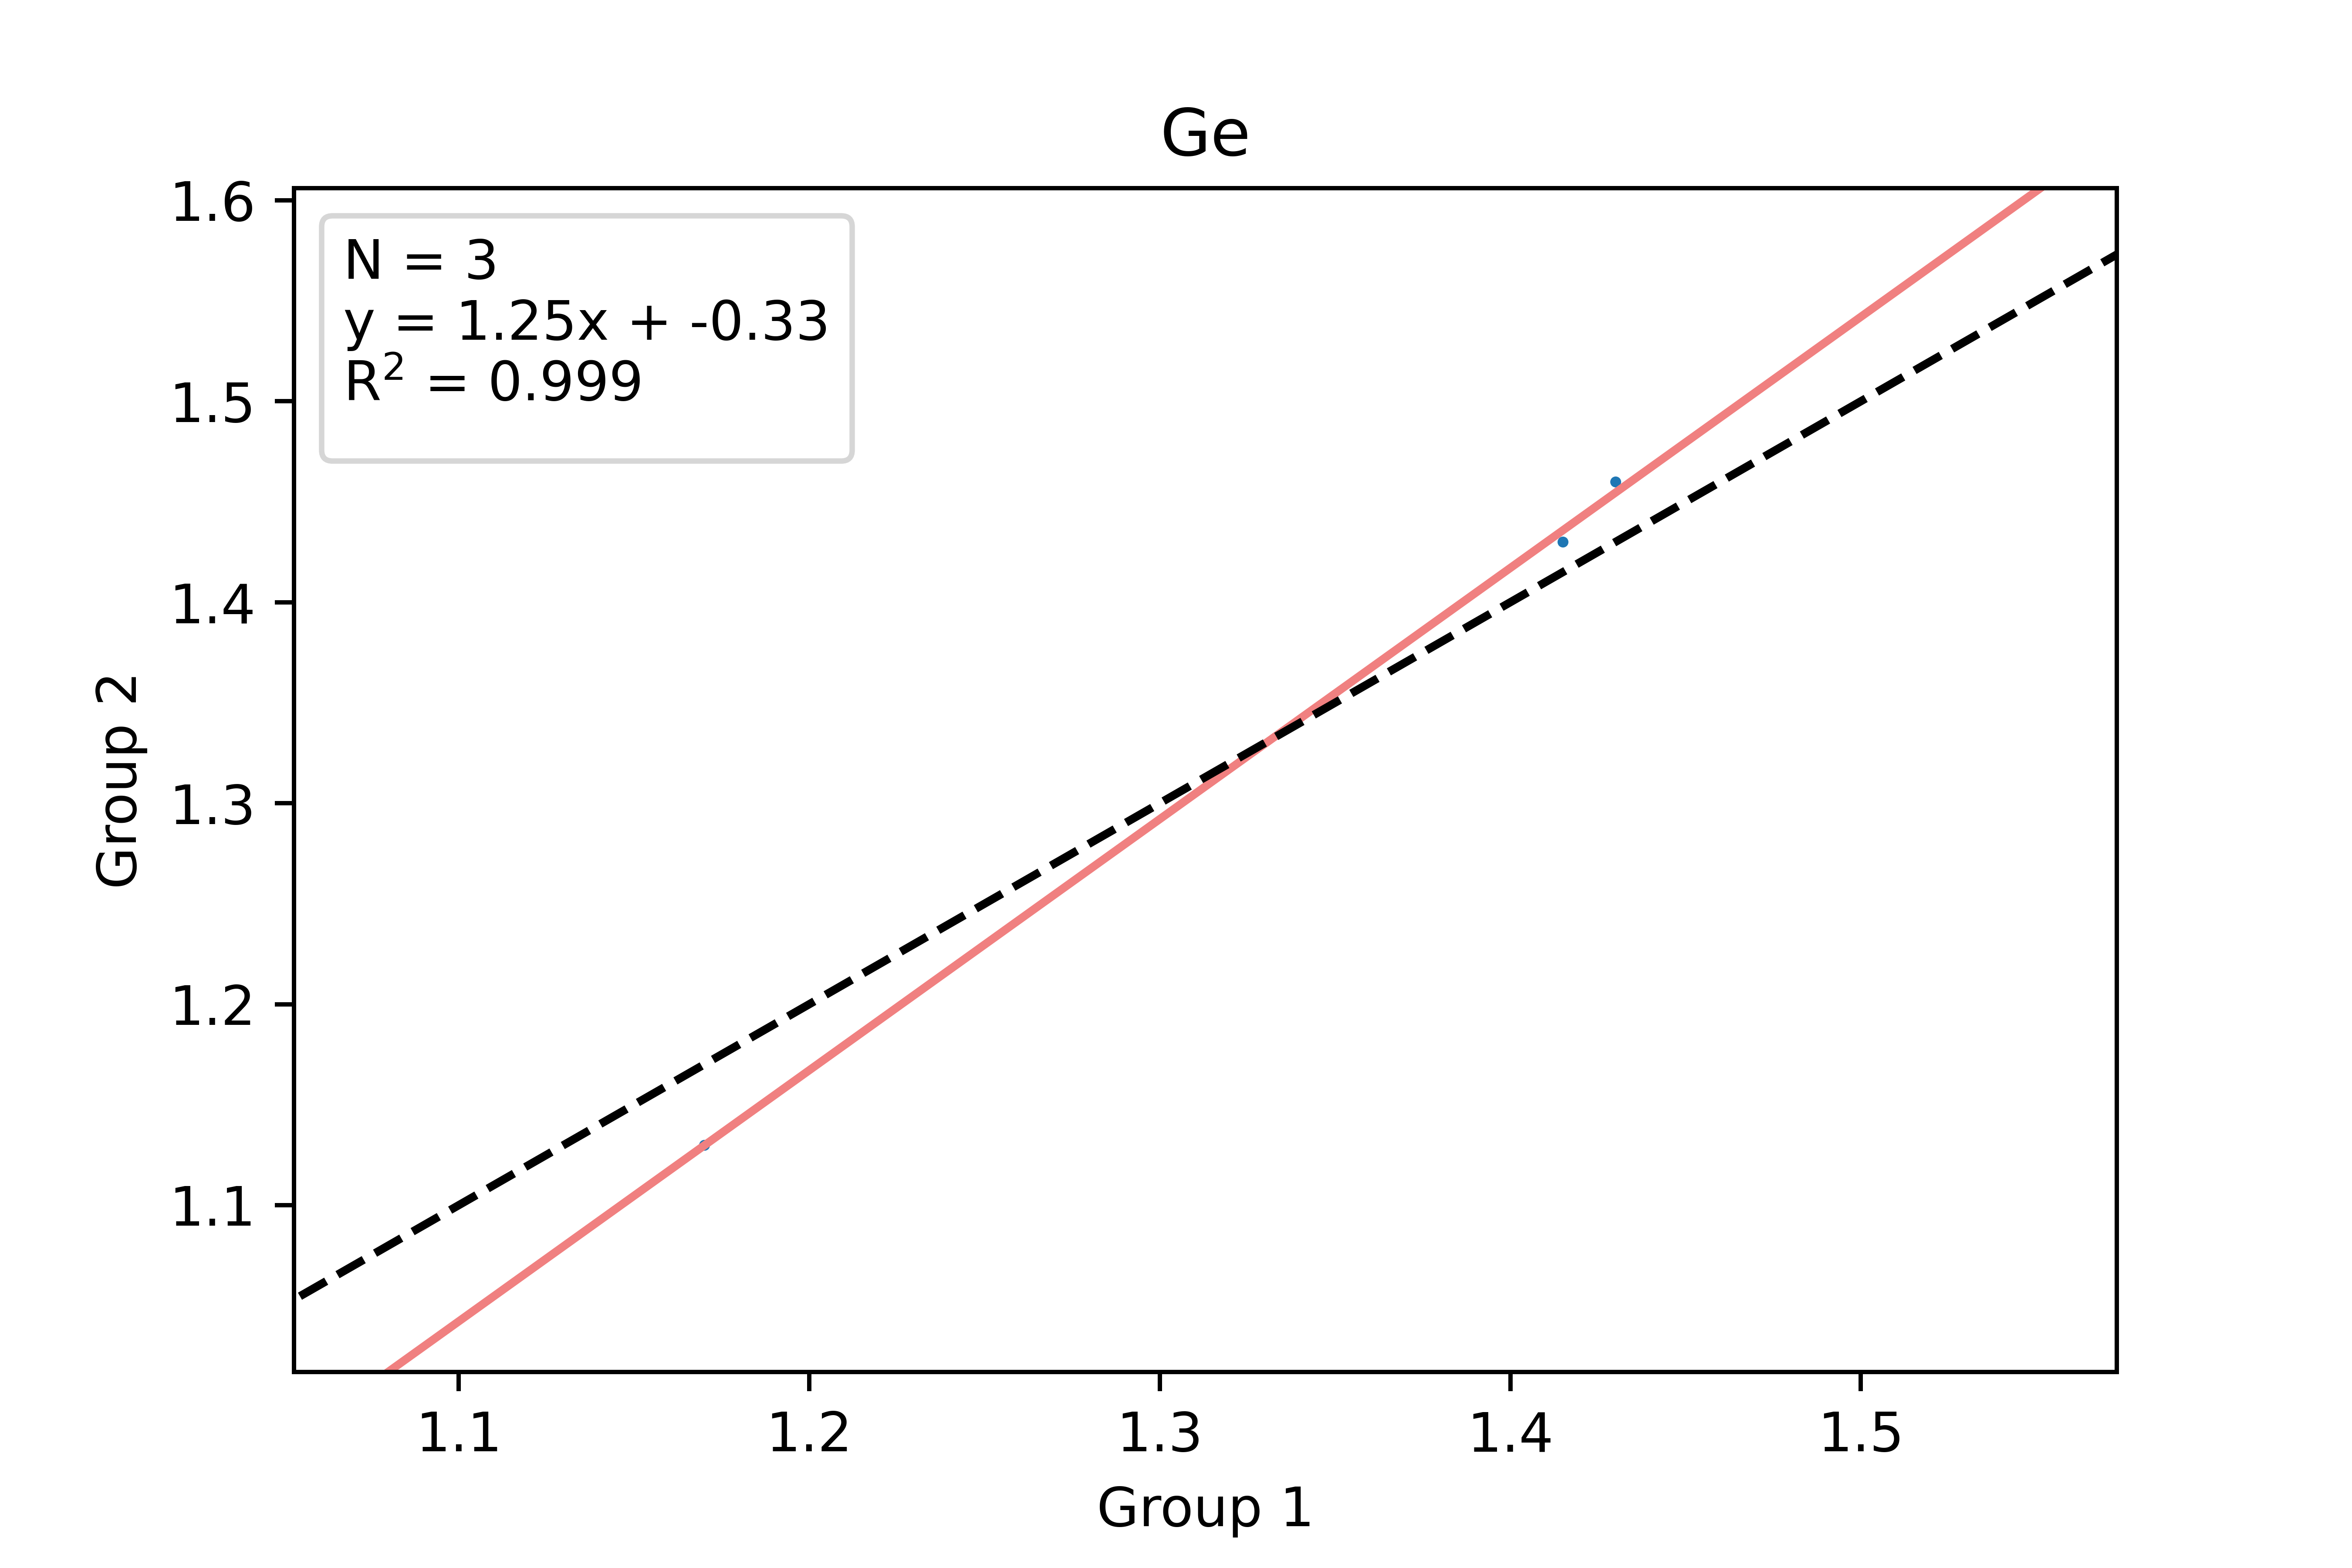 Ge
N = 3
y = 1.25x + -0.33
R² = 0.999
1.6
1.5
1.4
1.3
1.2
1.1
Group 2
1.1 1.2 1.3 1.4 1.5
Group 1